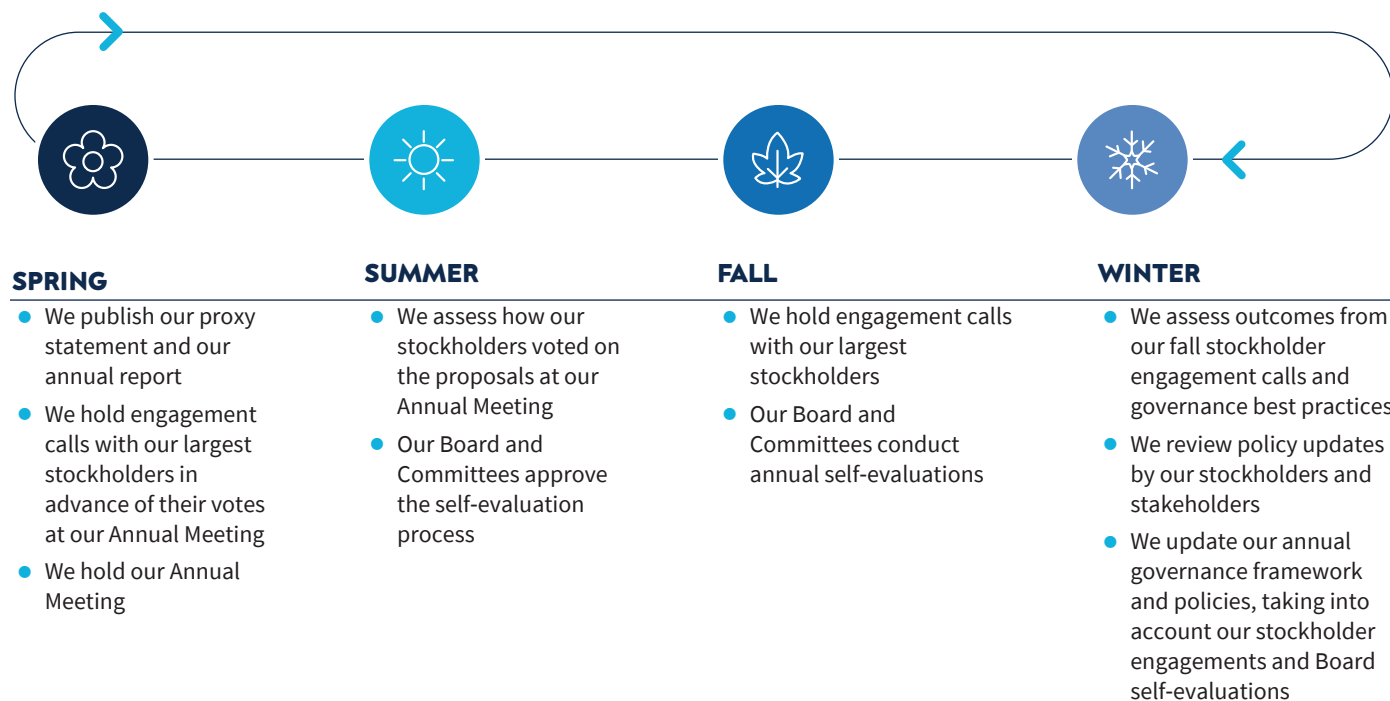 SPRING
We publish our proxy
statement and our
annual report
We hold engagement
calls with our largest
stockholders in
advance of their votes
at our Annual Meeting
We hold our Annual
Meeting
SUMMER
We assess how our
stockholders voted on
the proposals at our
Annual Meeting
Our Board and
Committees approve
the self-evaluation
process
FALL
We hold engagement calls
with our largest
stockholders
Our Board and
Committees conduct
annual self-evaluations
WINTER
We assess outcomes from
our fall stockholder
engagement calls and
governance best practices
We review policy updates
by our stockholders and
stakeholders
We update our annual
governance framework
and policies, taking into
account our stockholder
engagements and Board
self-evaluations